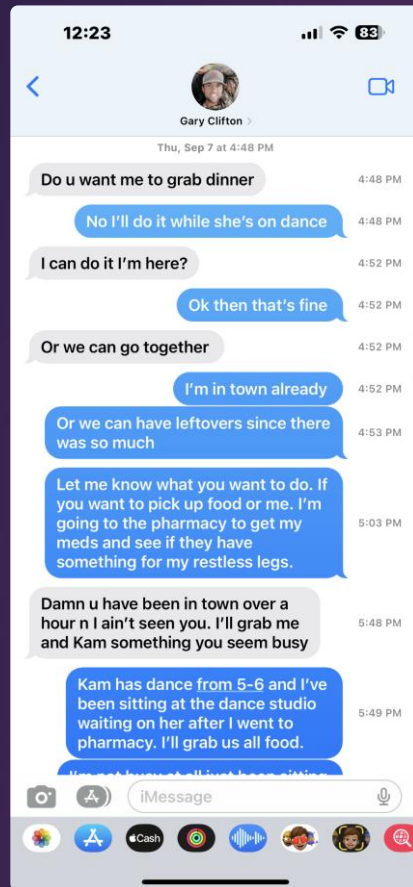 12:23
83
Gary Clifton
Thu, Sep 7 at 4:48 PM
Do u want me to grab dinner
4:48 PM
No I'll do it while she's on dance
4:48 PM
I can do it I'm here?
4:52 PM
Ok then that's fine
4:52 PM
Or we can go together
4:52 PM
I'm in town already
4:52 PM
Or we can have leftovers since there
was so much
4:53 PM
Let me know what you want to do. If
you want to pick up food or me. I'm
going to the pharmacy to get my
meds and see if they have
something for my restless legs.
5:03 PM
Damn u have been in town over a
hour n I ain't seen you. I'll grab me
and Kam something you seem busy
5:48 PM
Kam has dance from 5-6 and I've
been sitting at the dance studio
waiting on her after I went to
pharmacy. I'll grab us all food.
5:49 PM
I'm not busy at all just been sitting
iMessage
Cash